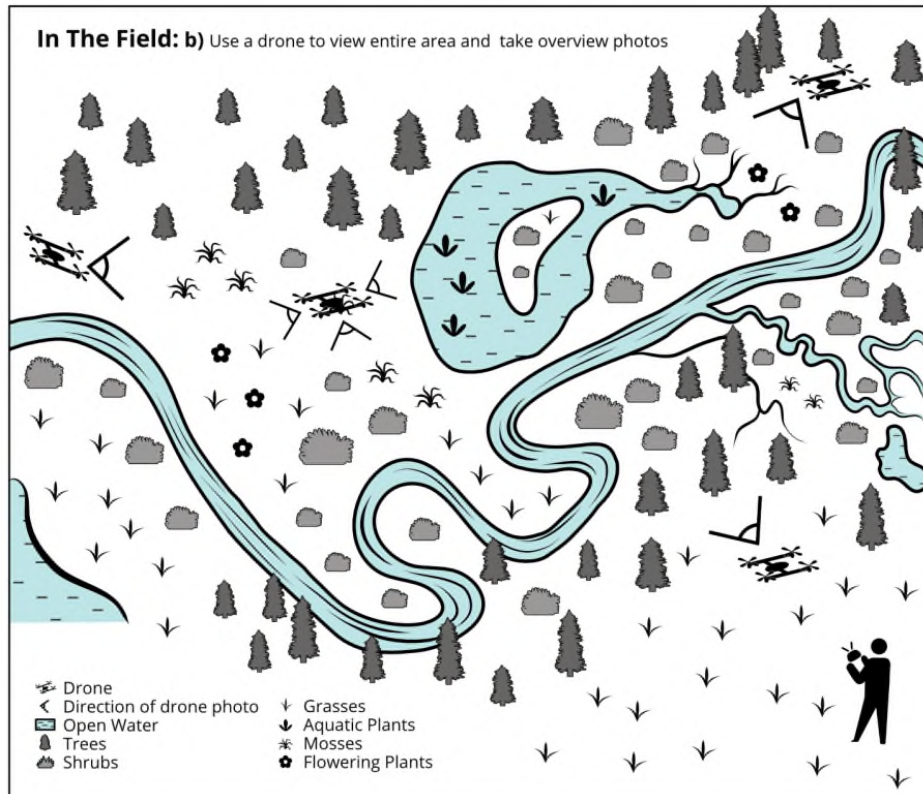 In The Field: b) Use a drone to view entire area and take overview photos
Drone
Direction of drone photo
Open Water
Trees
Shrubs
Grasses
Aquatic Plants
Mosses
Flowering Plants